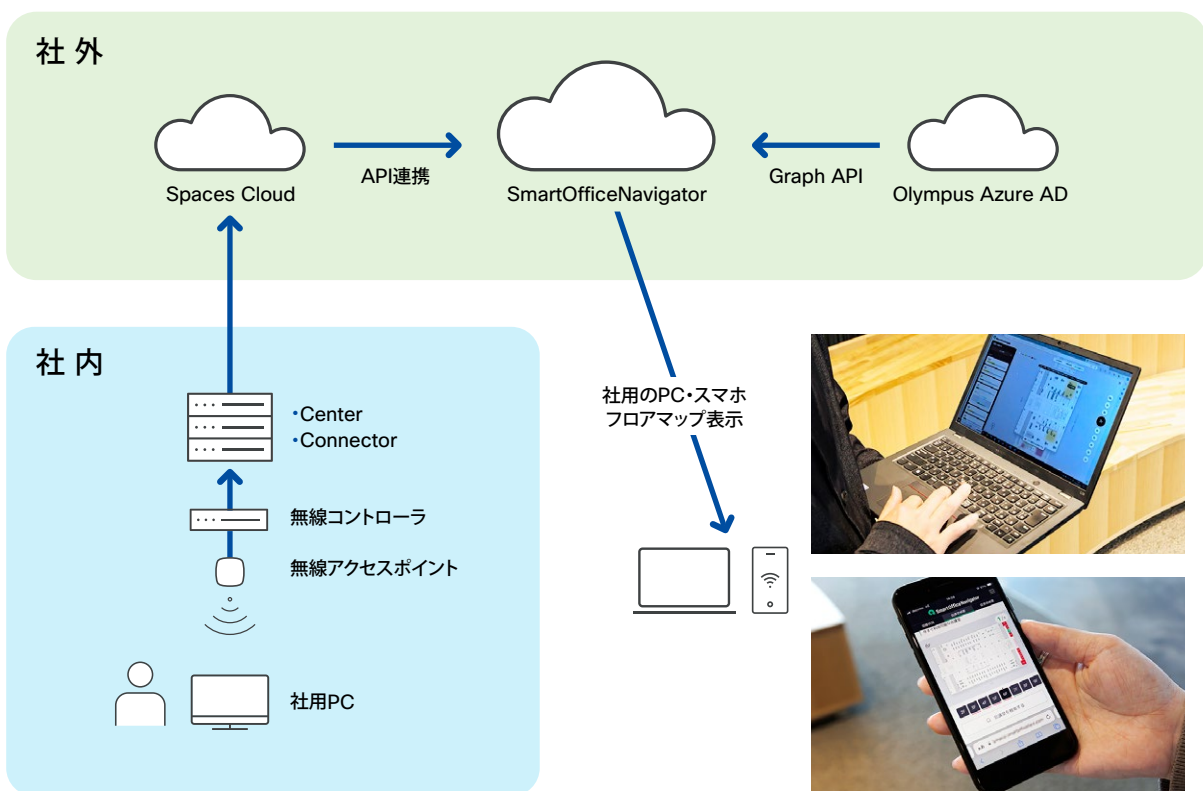 社外
Spaces Cloud
API連携
SmartOfficeNavigator
Graph API
Olympus Azure AD
社内
・Center
・Connector
無線コントローラ
無線アクセスポイント
社用PC
社用のPC・スマホ
フロアマップ表示
SmartOfficeNavigator